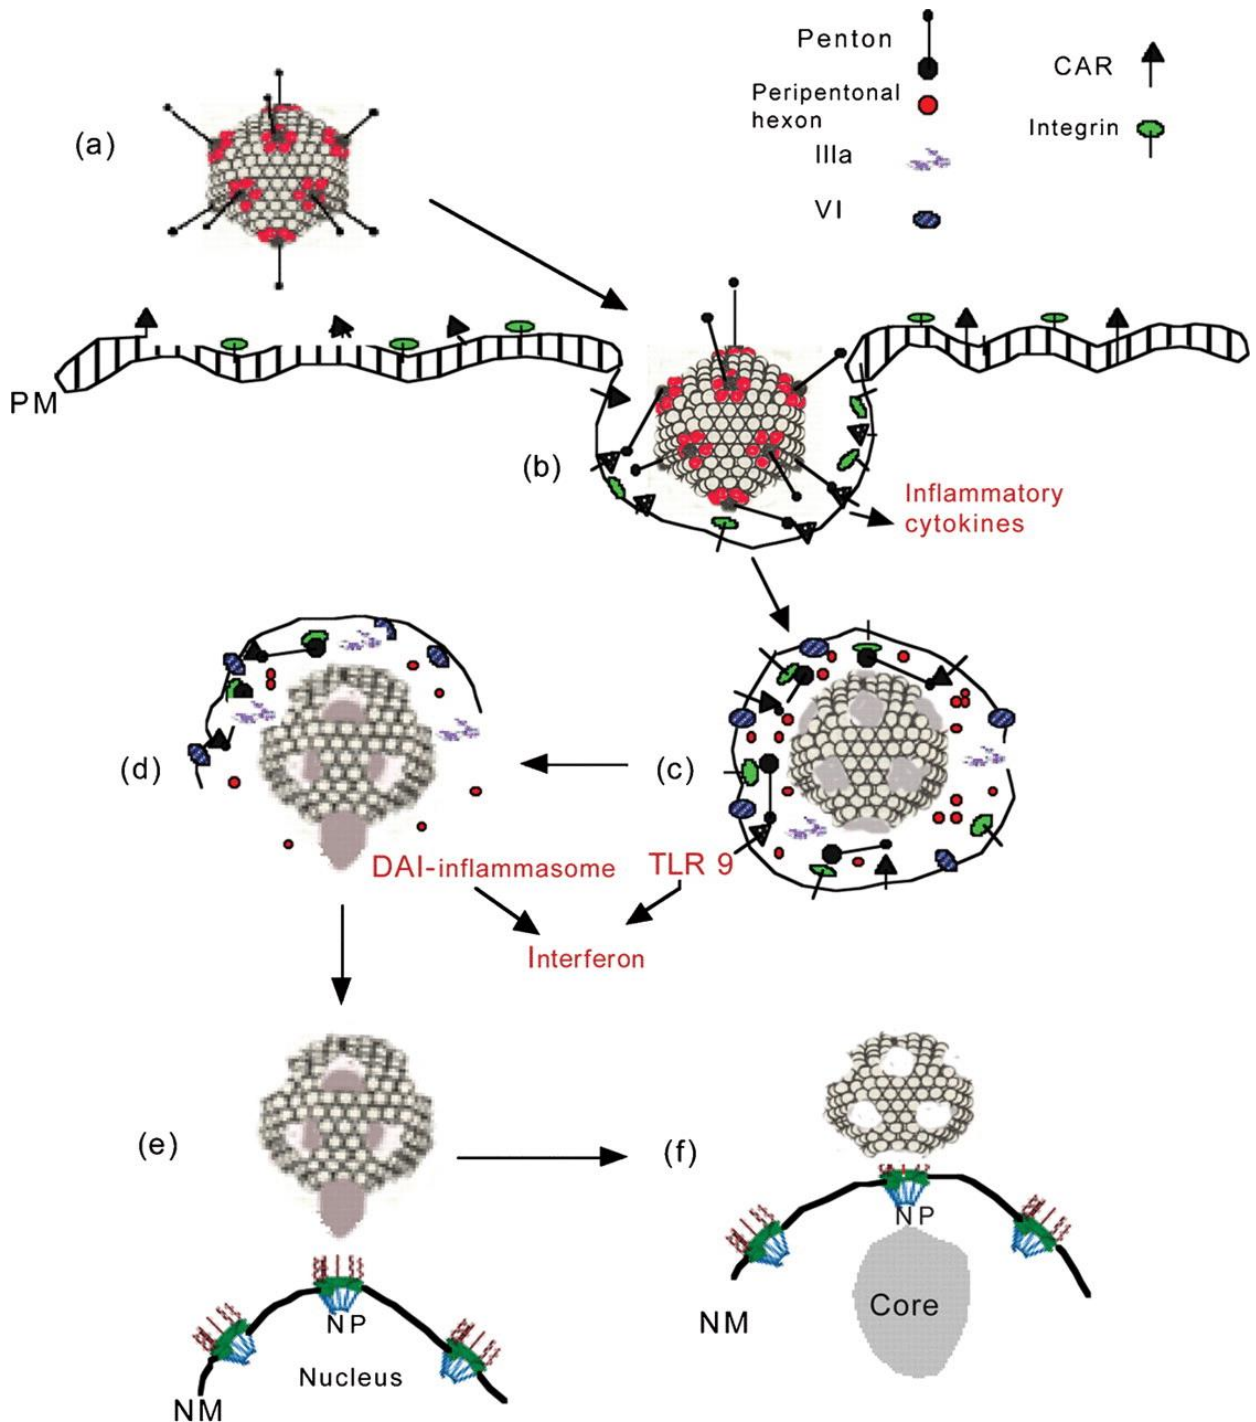 Penton
Peripentonal
hexon
IIIa
VI
CAR
Integrin
(a)
PM
(b)
Inflammatory
cytokines
(d)
(c)
DAI-inflammasome
TLR 9
Interferon
(e)
(f)
NP
Nucleus
NM
NP
Core
NM